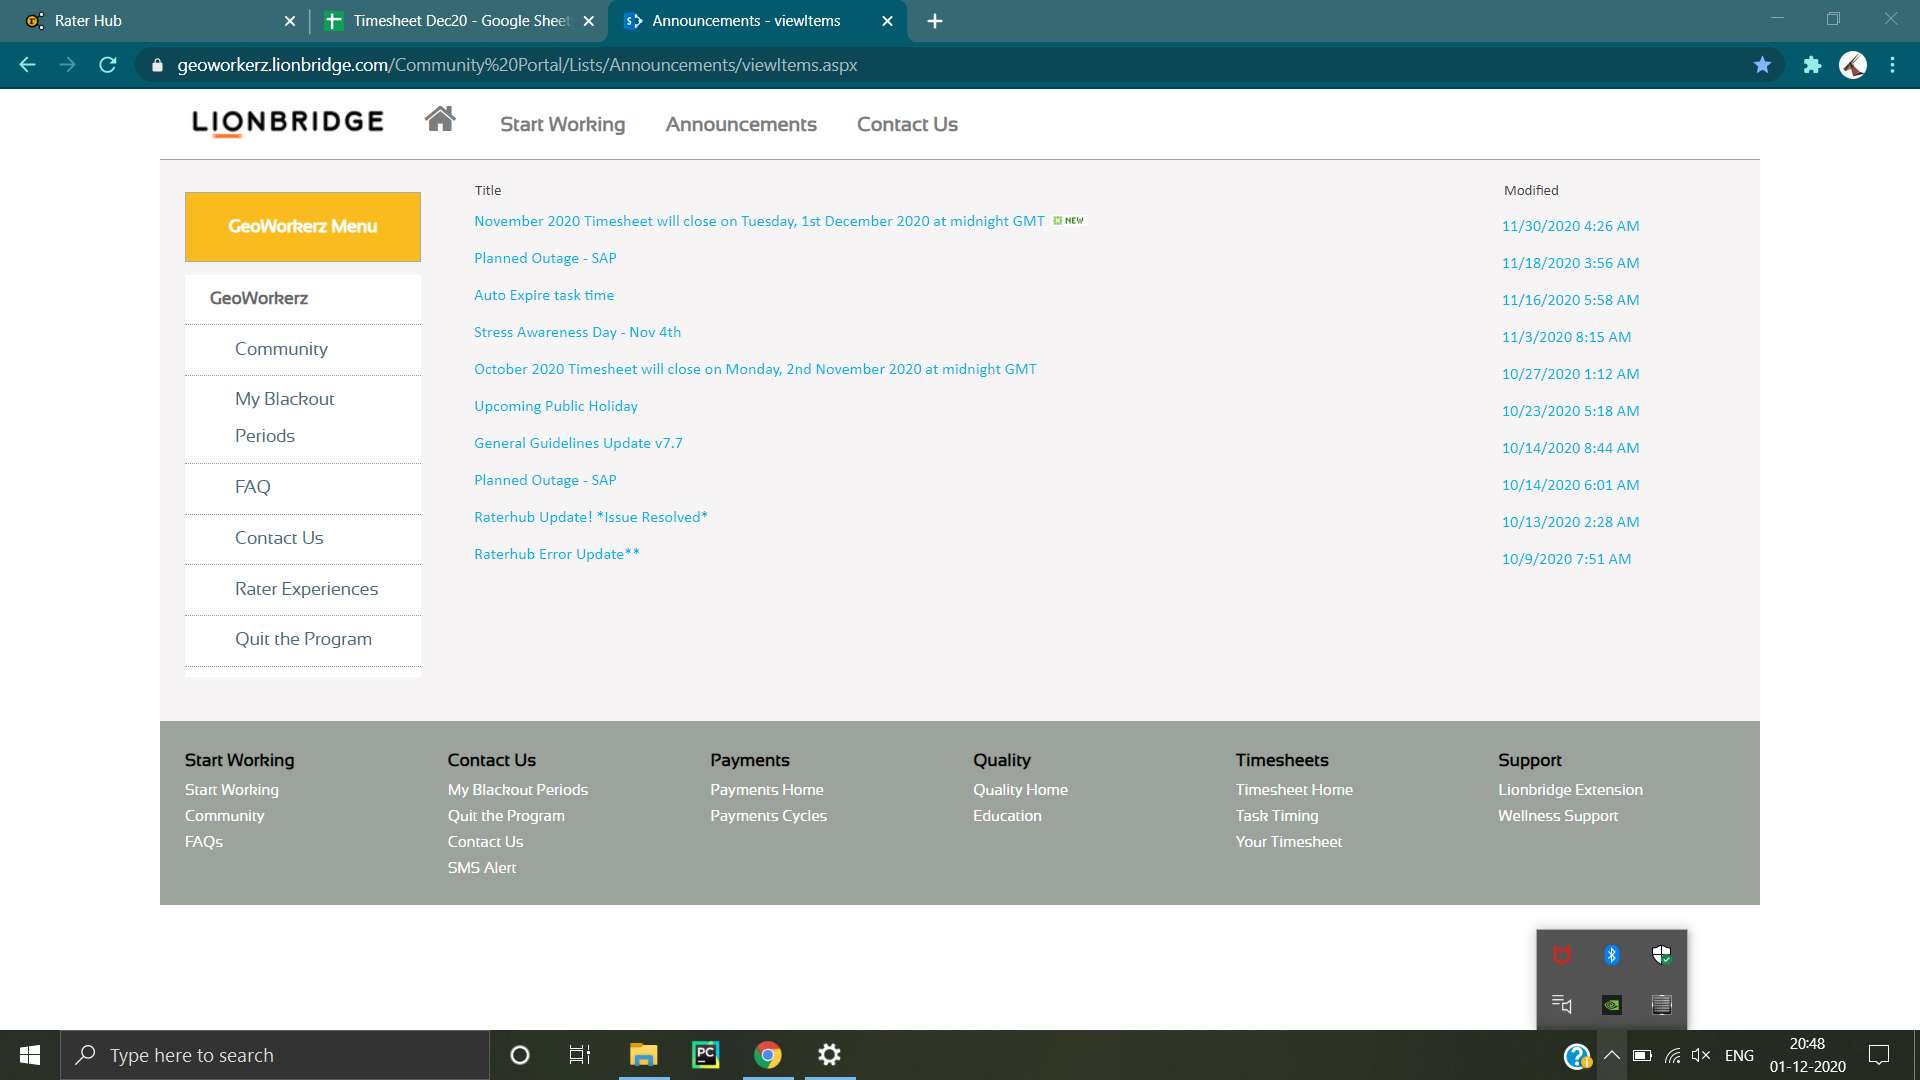 Rater Hub
Timesheet Dec20 - Google Sheet
Announcements - viewItems
geoworkerz.lionbridge.com/Community%20Portal/Lists/Announcements/viewItems.aspx
LIONBRIDGE
Start Working
Announcements
Contact Us
GeoWorkerz Menu
GeoWorkerz
Community
My Blackout
Periods
FAQ
Contact Us
Rater Experiences
Quit the Program
Title
Modified
November 2020 Timesheet will close on Tuesday, 1st December 2020 at midnight GMT NEW
11/30/2020 4:26 AM
Planned Outage - SAP
11/18/2020 3:56 AM
Auto Expire task time
11/16/2020 5:58 AM
Stress Awareness Day - Nov 4th
11/3/2020 8:15 AM
October 2020 Timesheet will close on Monday, 2nd November 2020 at midnight GMT
10/27/2020 1:12 AM
Upcoming Public Holiday
10/23/2020 5:18 AM
General Guidelines Update v7.7
10/14/2020 8:44 AM
Planned Outage - SAP
10/14/2020 6:01 AM
Raterhub Update! *Issue Resolved*
10/13/2020 2:28 AM
Raterhub Error Update**
10/9/2020 7:51 AM
Start Working
Start Working
Community
FAQs
Contact Us
My Blackout Periods
Quit the Program
Contact Us
SMS Alert
Payments
Payments Home
Payments Cycles
Quality
Quality Home
Education
Timesheets
Timesheet Home
Task Timing
Your Timesheet
Support
Lionbridge Extension
Wellness Support
Type here to search
PC
ENG
20:48
01-12-2020